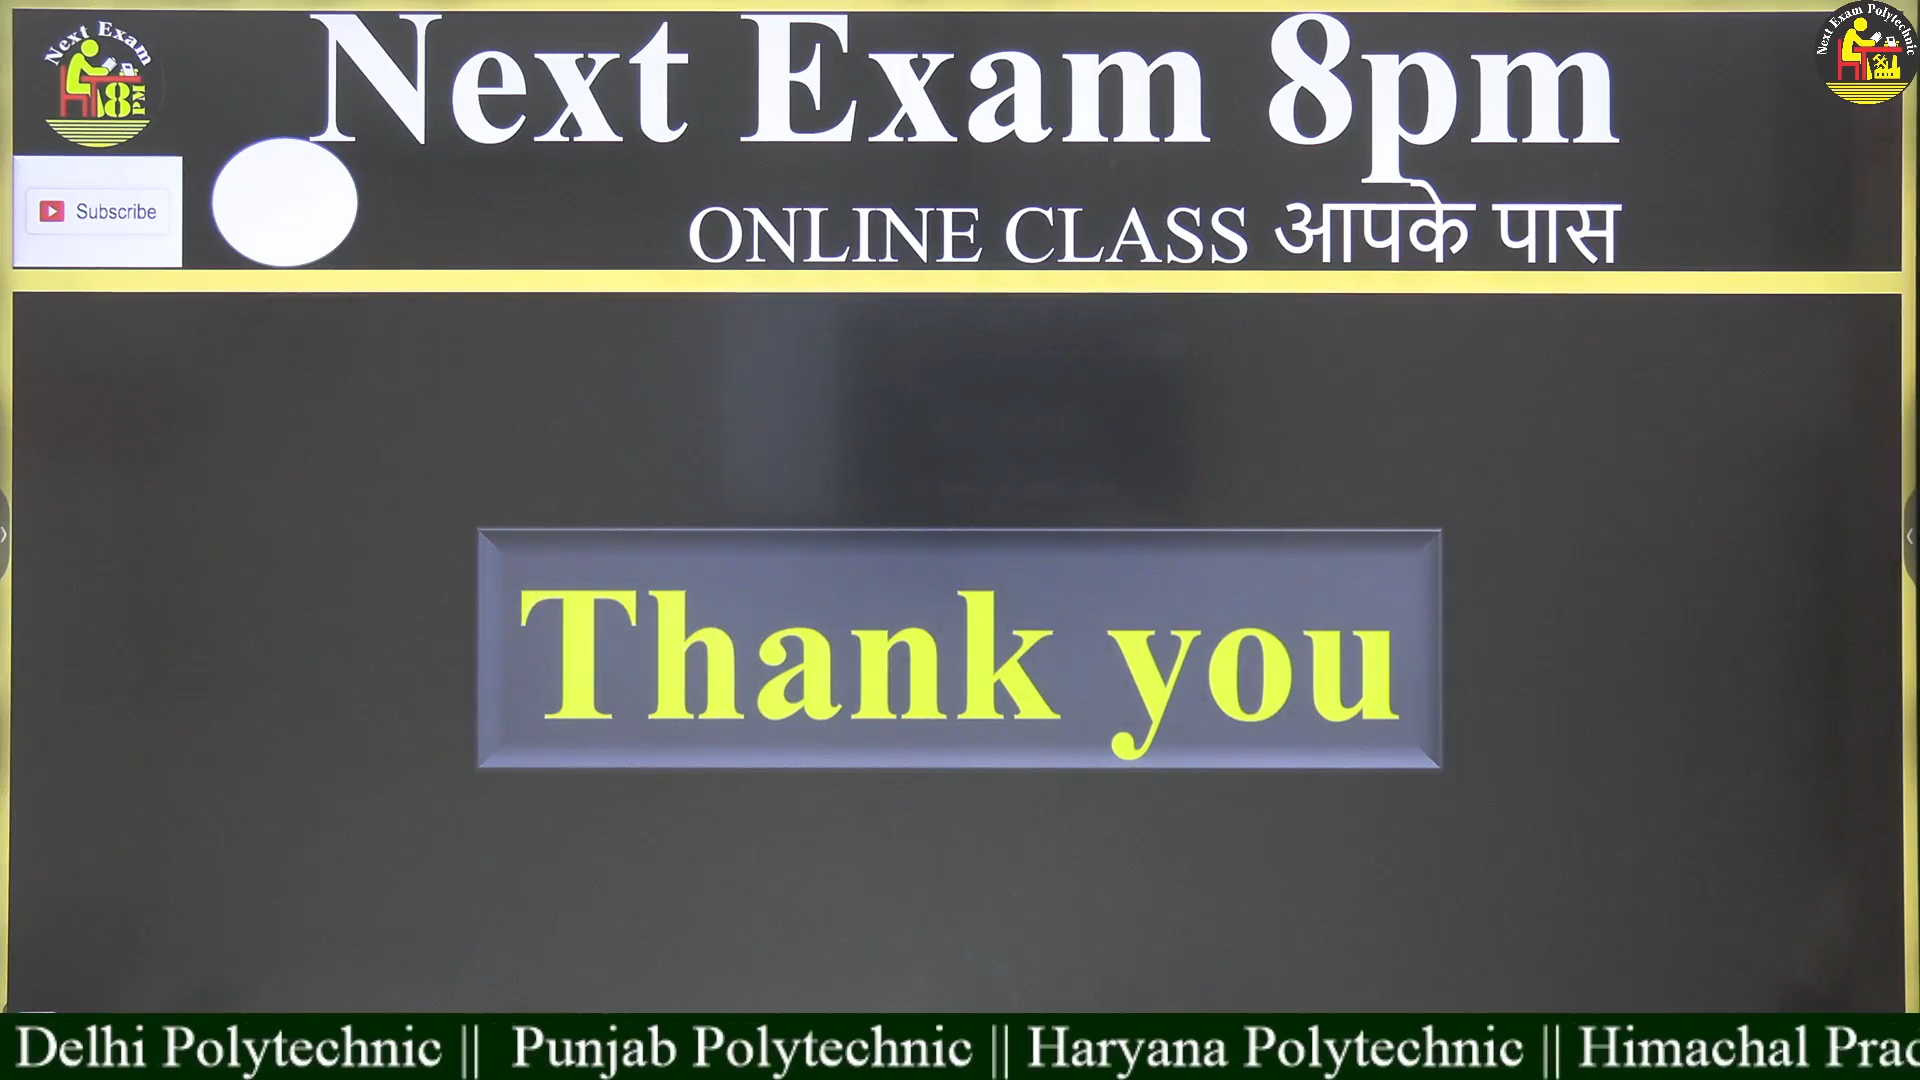 Next Exam
8PM
Next Exam 8pm
Next Exam Polytechnic
Subscribe
ONLINE CLASS आपके पास
Thank you
Delhi Polytechnic || Punjab Polytechnic || Haryana Polytechnic || Himachal Prad